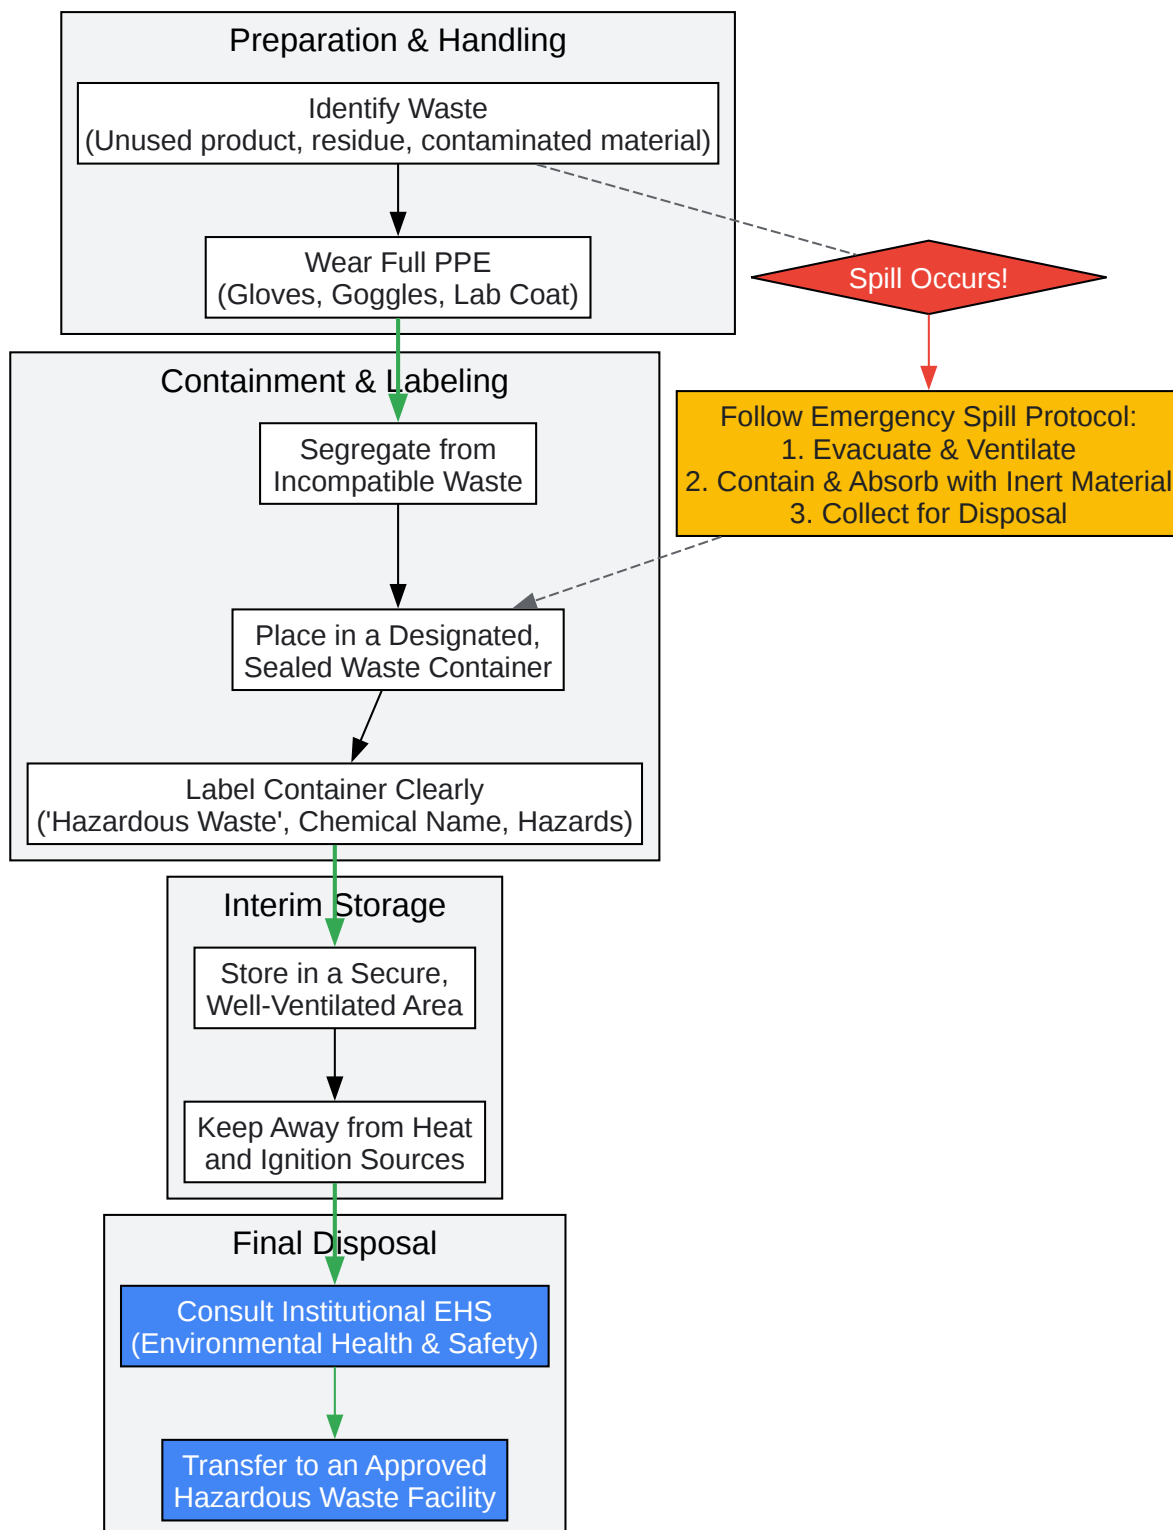 Preparation & Handling
Identify Waste
(Unused product, residue, contaminated material)
Wear Full PPE
(Gloves, Goggles, Lab Coat)
Spill Occurs!
Follow Emergency Spill Protocol:
1. Evacuate & Ventilate
2. Contain & Absorb with Inert Material
3. Collect for Disposal
Containment & Labeling
Segregate from
Incompatible Waste
Place in a Designated,
Sealed Waste Container
Label Container Clearly
('Hazardous Waste', Chemical Name, Hazards)
Interim Storage
Store in a Secure,
Well-Ventilated Area
Keep Away from Heat
and Ignition Sources
Final Disposal
Consult Institutional EHS
(Environmental Health & Safety)
Transfer to an Approved
Hazardous Waste Facility